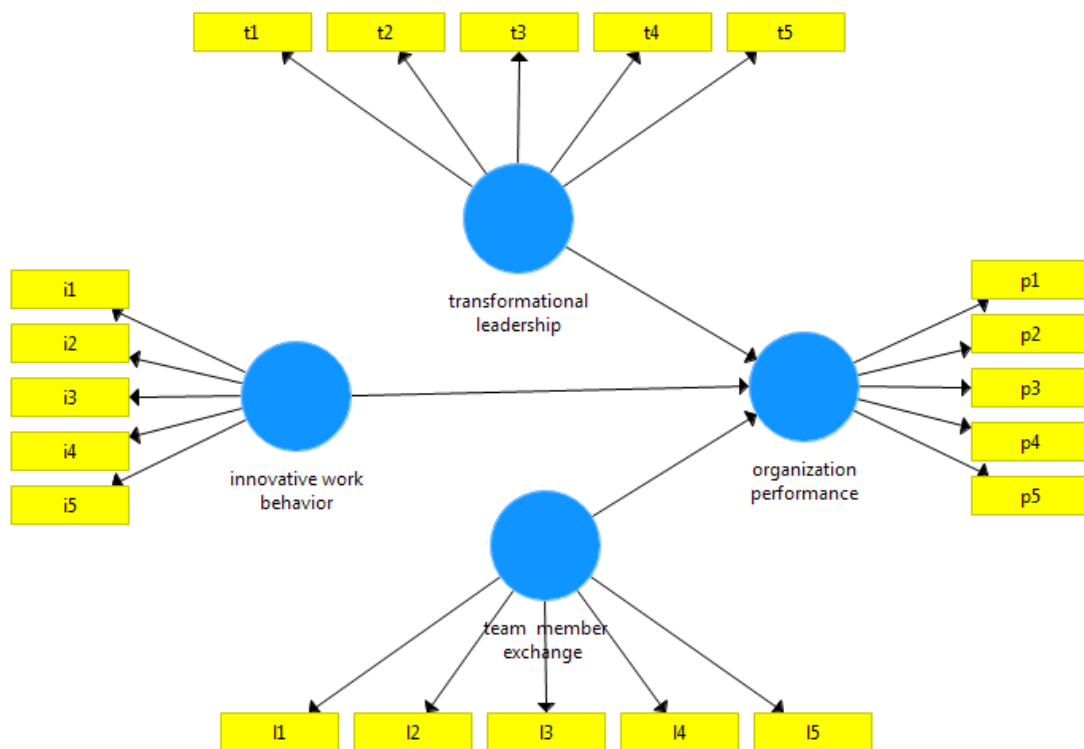 t1
t2
t3
t4
t5
transformational
leadership
i1
i2
i3
i4
i5
innovative work
behavior
p1
p2
p3
p4
p5
organization
performance
team member
exchange
l1
l2
l3
l4
l5